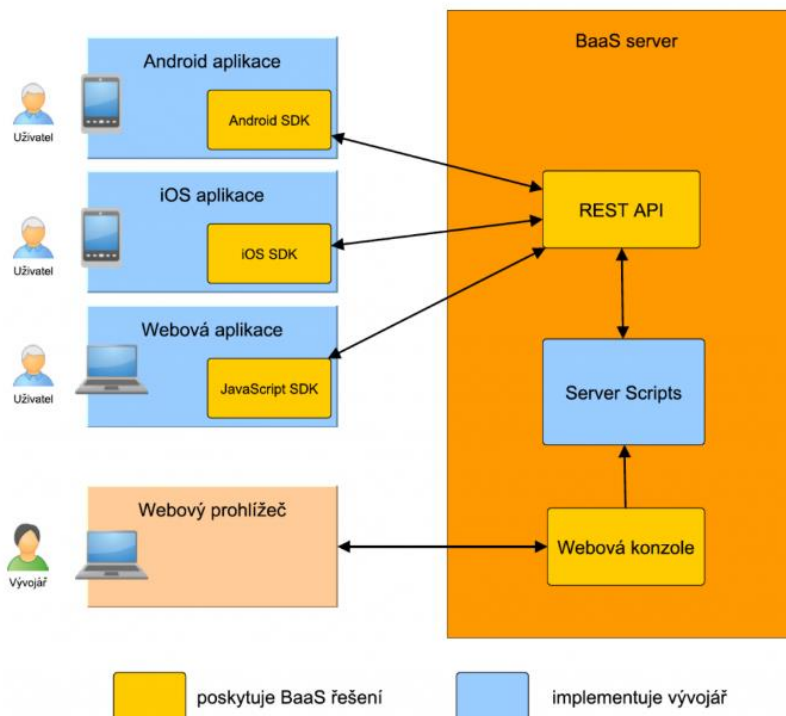 Android aplikace
Android SDK
Uživatel
iOS aplikace
iOS SDK
Uživatel
Webová aplikace
JavaScript SDK
Uživatel
Webový prohlížeč
Vývojář
BaaS server
REST API
Server Scripts
Webová konzole
poskytuje BaaS řešení
implementuje vývojář